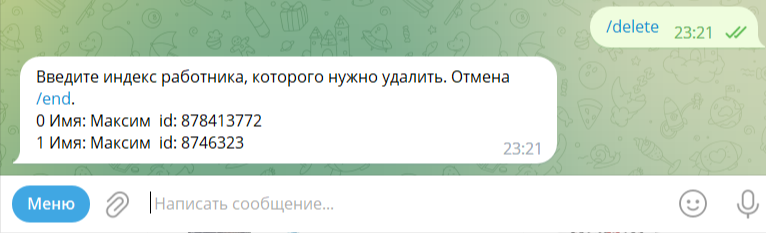 /delete 23:21
Введите индекс работника, которого нужно удалить. Отмена
/end.
0 Имя: Максим id: 878413772
1 Имя: Максим id: 8746323
23:21
Меню
Написать сообщение...